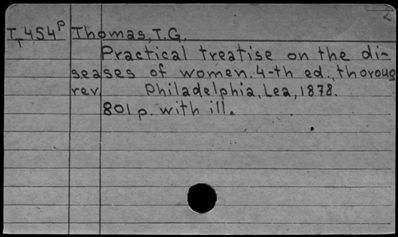 TT454P Thomas, T.G.
Practical treatise on the di-
seases of women. 4-th ed., thoroug
rev. Philadelphia, Lea, 1878.
801 p. with ill.